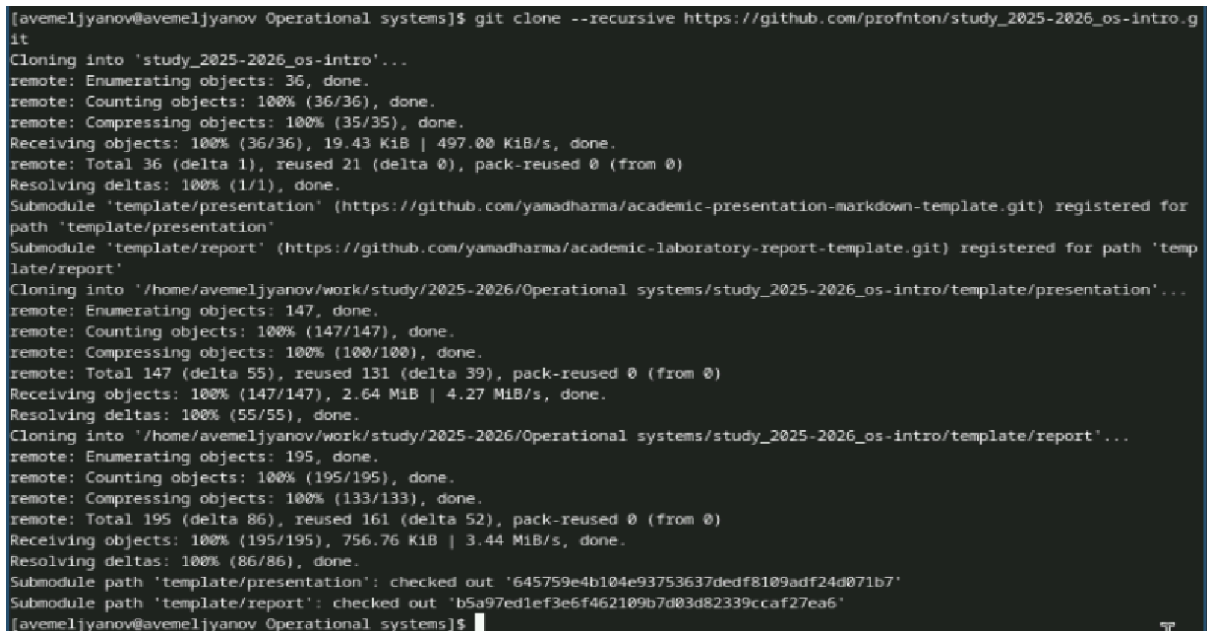 [avemeljyanov@avemeljyanov Operational systems]$ git clone --recursive https://github.com/profnton/study_2025-2026_os-intro.g
it
Cloning into 'study_2025-2026_os-intro'...
remote: Enumerating objects: 36, done.
remote: Counting objects: 100% (36/36), done.
remote: Compressing objects: 100% (35/35), done.
Receiving objects: 100% (36/36), 19.43 KiB | 497.00 KiB/s, done.
remote: Total 36 (delta 1), reused 21 (delta 0), pack-reused 0 (from 0)
Resolving deltas: 100% (1/1), done.
Submodule 'template/presentation' (https://github.com/yamadharma/academic-presentation-markdown-template.git) registered for
path 'template/presentation'
Submodule 'template/report' (https://github.com/yamadharma/academic-laboratory-report-template.git) registered for path 'temp
late/report'
Cloning into '/home/avemeljyanov/work/study/2025-2026/Operational systems/study_2025-2026_os-intro/template/presentation'...
remote: Enumerating objects: 147, done.
remote: Counting objects: 100% (147/147), done.
remote: Compressing objects: 100% (100/100), done.
remote: Total 147 (delta 55), reused 131 (delta 39), pack-reused 0 (from 0)
Receiving objects: 100% (147/147), 2.64 MiB | 4.27 MiB/s, done.
Resolving deltas: 100% (55/55), done.
Cloning into '/home/avemeljyanov/work/study/2025-2026/Operational systems/study_2025-2026_os-intro/template/report'...
remote: Enumerating objects: 195, done.
remote: Counting objects: 100% (195/195), done.
remote: Compressing objects: 100% (133/133), done.
remote: Total 195 (delta 86), reused 161 (delta 52), pack-reused 0 (from 0)
Receiving objects: 100% (195/195), 756.76 KiB | 3.44 MiB/s, done.
Resolving deltas: 100% (86/86), done.
Submodule path 'template/presentation': checked out '645759e4b104e93753637dedf8109adf24d071b7'
Submodule path 'template/report': checked out 'b5a97ed1ef3e6f462109b7d03d82339ccaf27ea6'
[avemeljyanov@avemeljyanov Operational systems]$